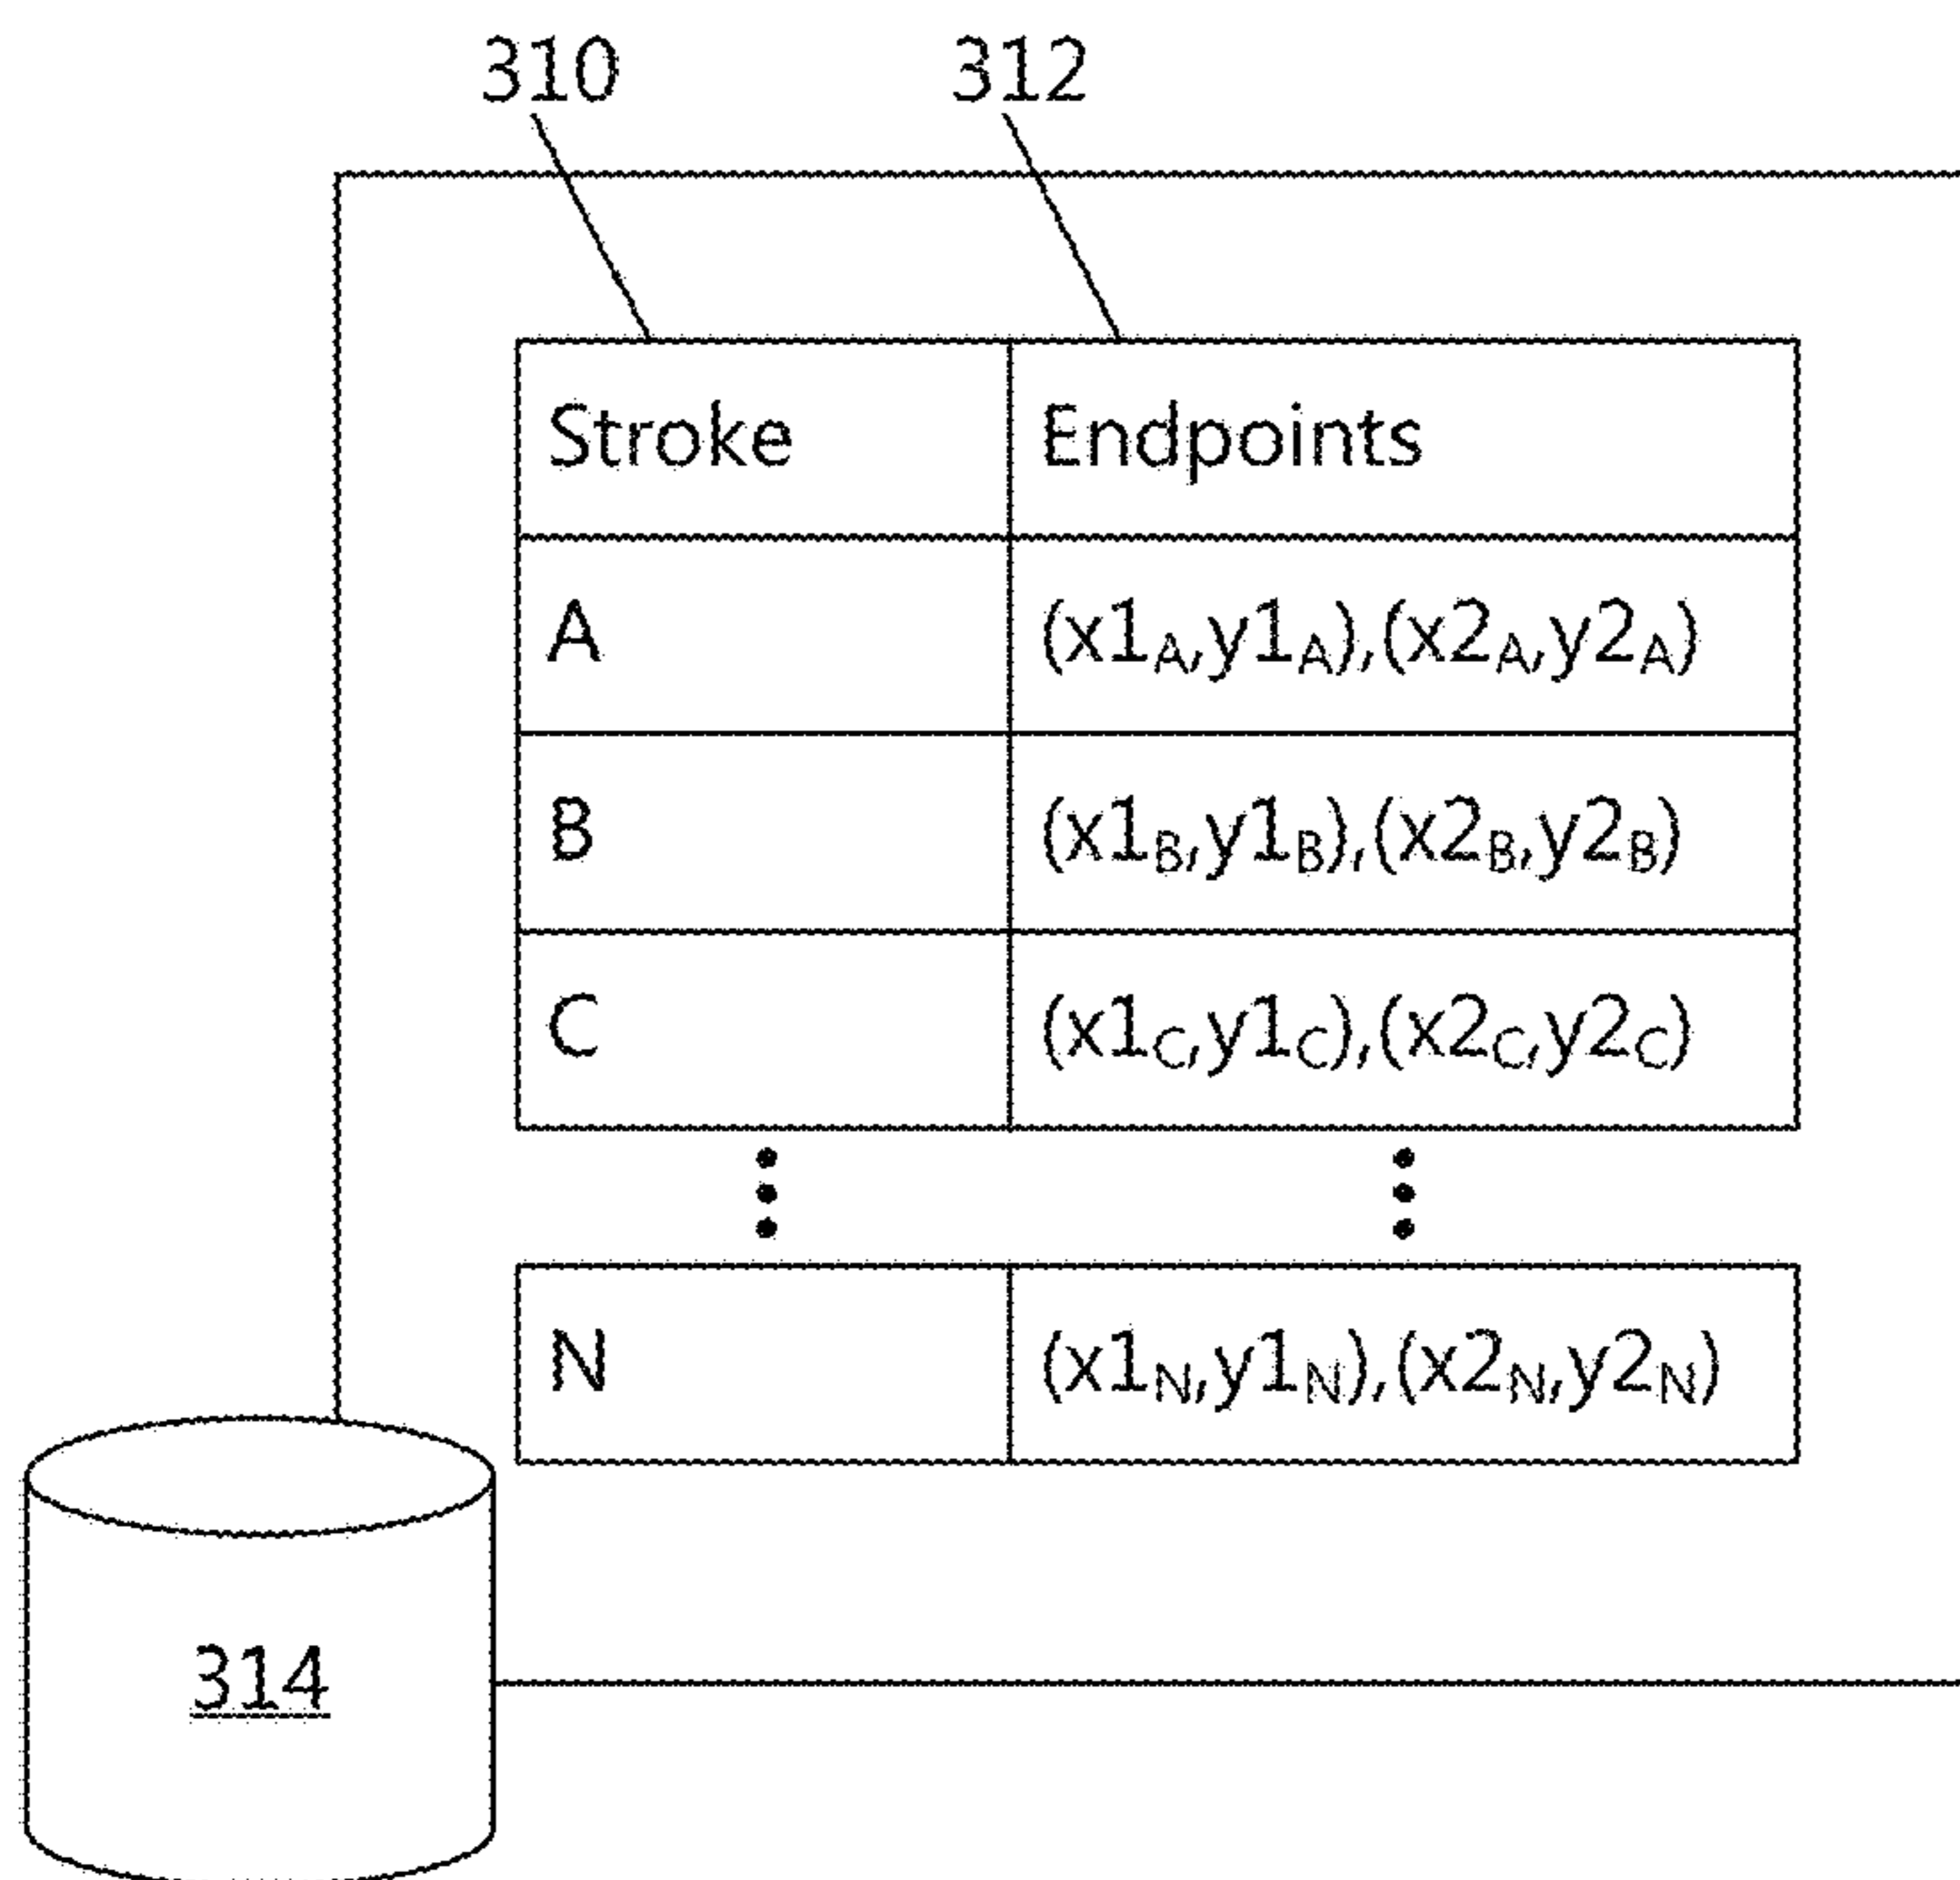 310 312
Stroke Endpoints
A (x1A,y1A),(x2A,y2A)
B (x1B,y1B),(x2B,y2B)
C (x1C,y1C),(x2C,y2C)
N (x1N,y1N),(x2N,y2N)
314